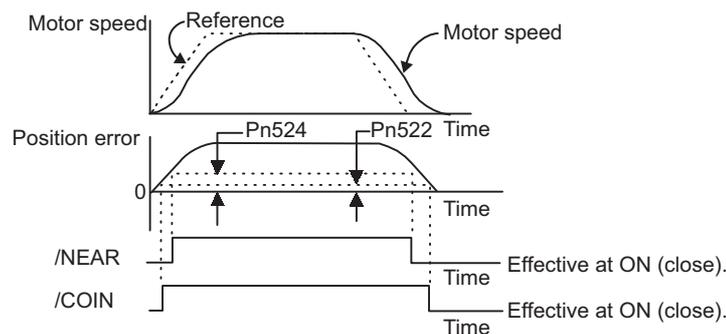 Motor speed
Reference
Motor speed
Time
Position error
Pn524
Pn522
0
Time
/NEAR
Effective at ON (close).
Time
/COIN
Effective at ON (close).
Time